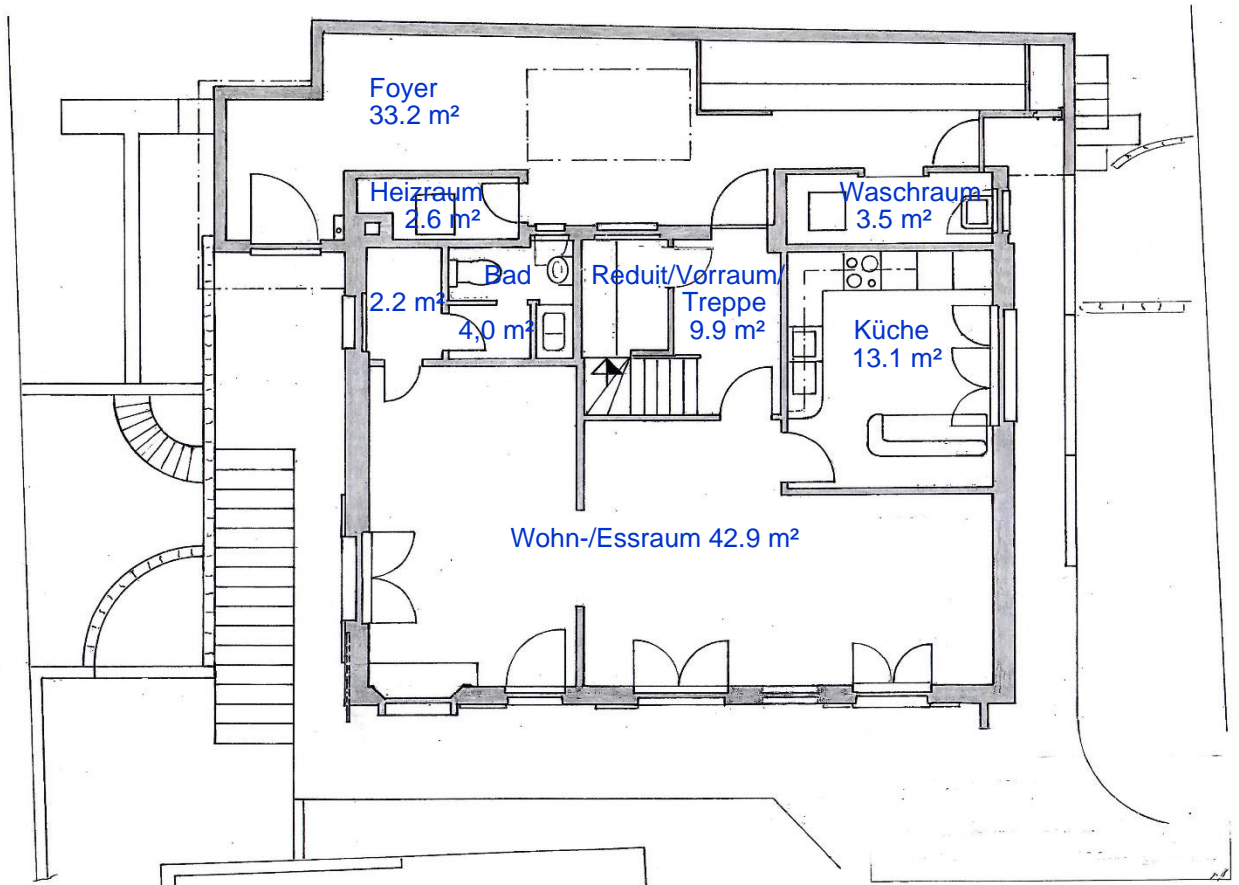 Foyer
33.2 m²
Heizraum
2.6 m²
Waschraum
3.5 m²
Bad
4,0 m²
2.2 m²
Reduit/Vorraum/
Treppe
9.9 m²
Küche
13.1 m²
Wohn-/Essraum 42.9 m²